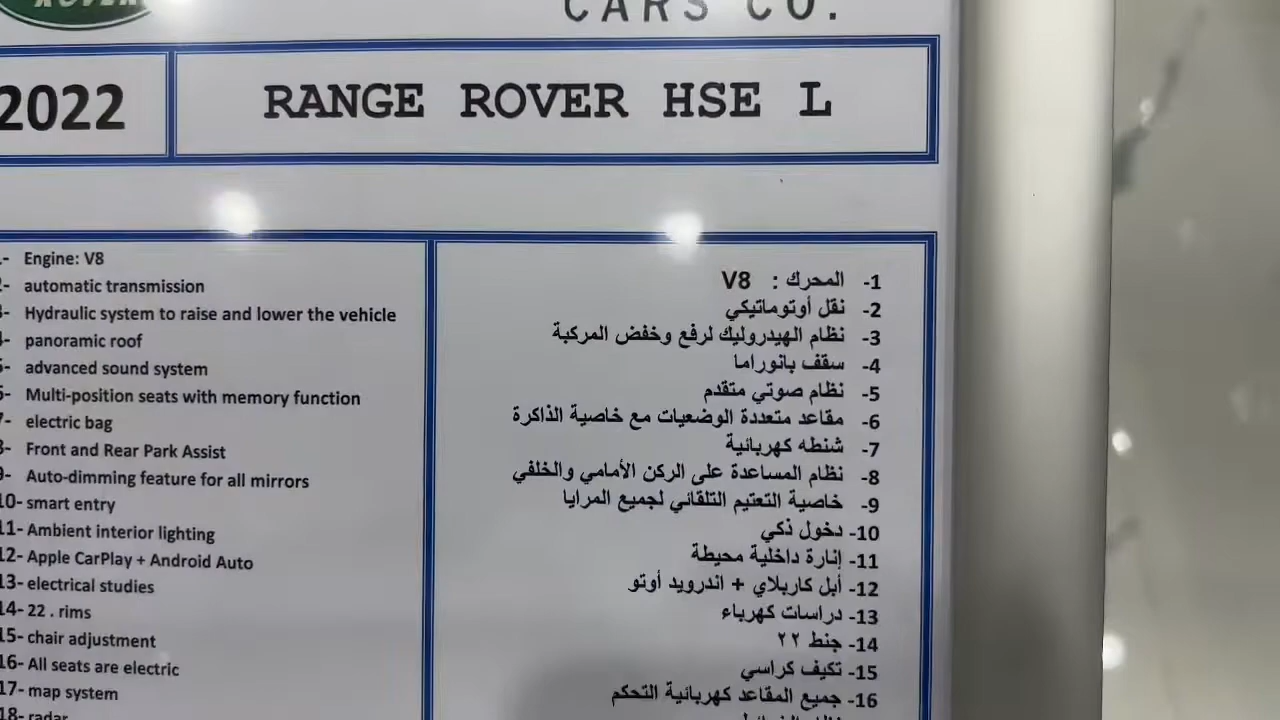 ROVER
CARS CO.
2022
RANGE ROVER HSE L
- Engine: V8
- automatic transmission
- Hydraulic system to raise and lower the vehicle
- panoramic roof
- advanced sound system
- Multi-position seats with memory function
- electric bag
- Front and Rear Park Assist
9- Auto-dimming feature for all mirrors
10- smart entry
11- Ambient interior lighting
12- Apple CarPlay + Android Auto
13- electrical studies
14- 22 . rims
15- chair adjustment
16- All seats are electric
17- map system
18- radar
1- المحرك : V8
2- نقل أوتوماتيكي
3- نظام الهيدروليك لرفع وخفض المركبة
4- سقف بانوراما
5- نظام صوتي متقدم
6- مقاعد متعددة الوضعيات مع خاصية الذاكرة
7- شنطه كهربائية
8- نظام المساعدة على الركن الأمامي والخلفي
9- خاصية التعتيم التلقائي لجميع المرايا
10- دخول ذكي
11- إنارة داخلية محيطة
12- أبل كاربلاي + اندرويد أوتو
13- دراسات كهرباء
14- جنط ٢٢
15- تكيف كراسي
16- جميع المقاعد كهربائية التحكم